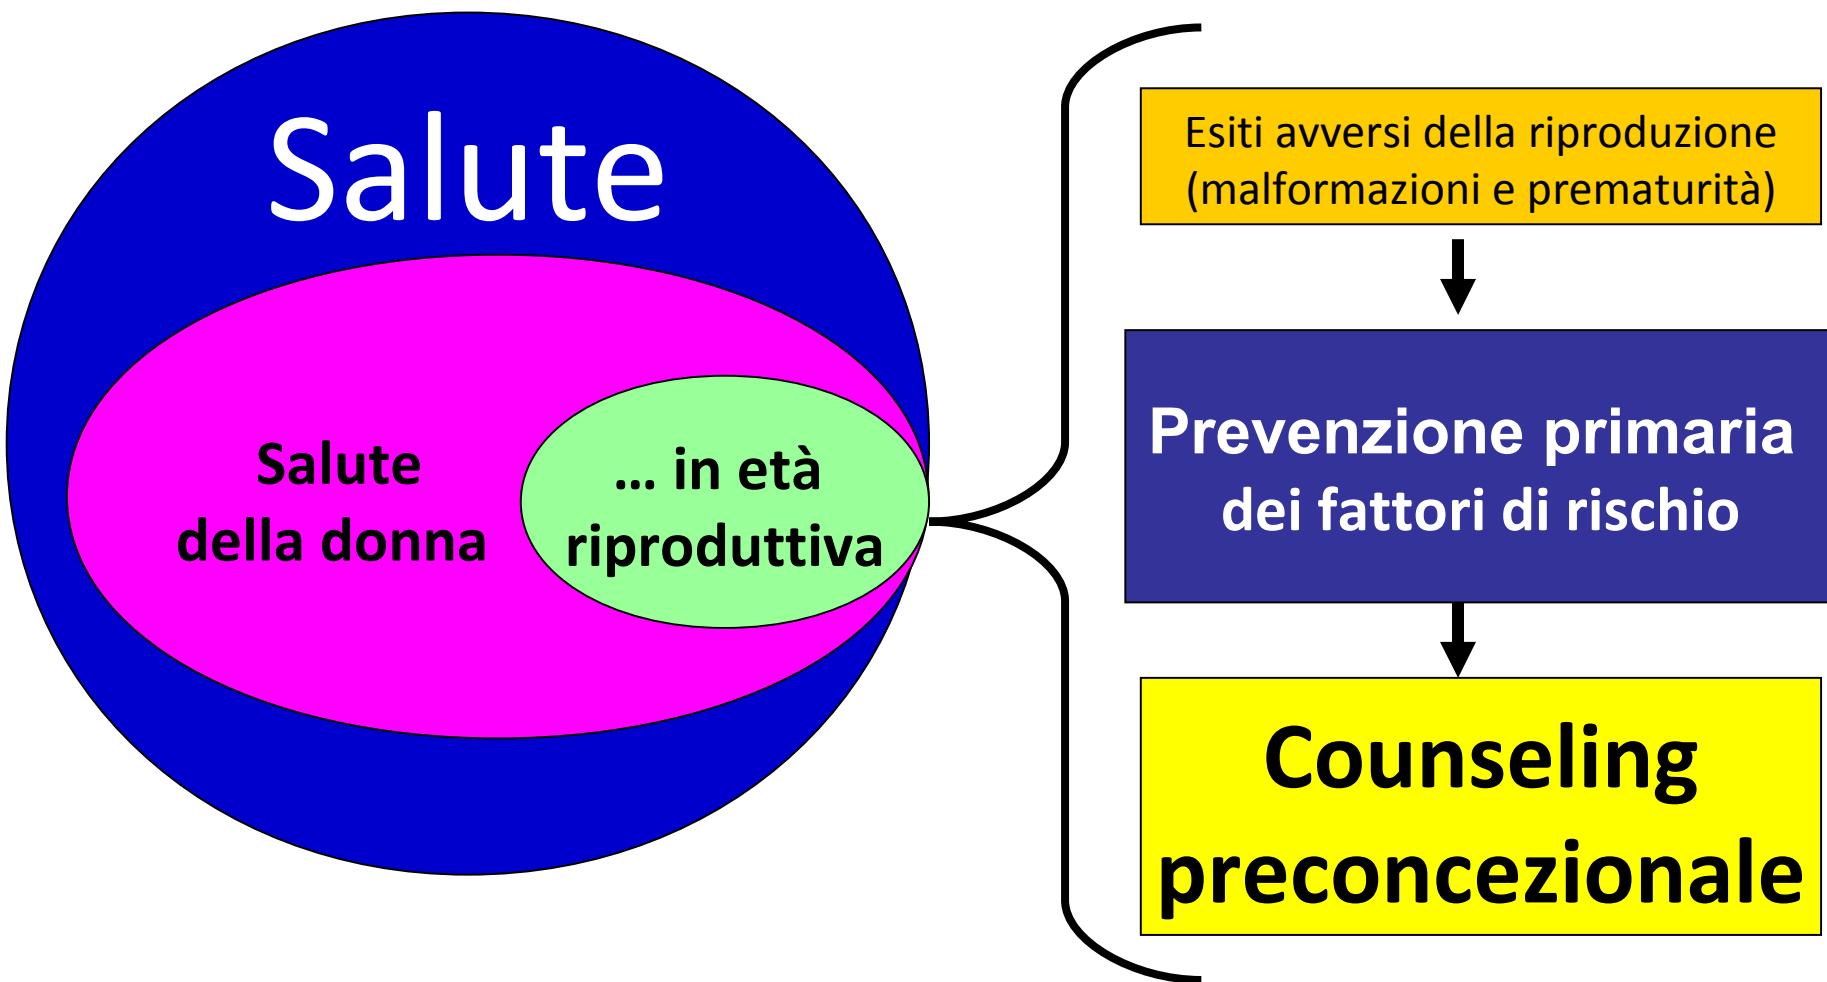 Salute
Salute
della donna
... in età
riproduttiva
Esiti avversi della riproduzione
(malformazioni e prematurità)
Prevenzione primaria
dei fattori di rischio
Counseling
preconcezionale